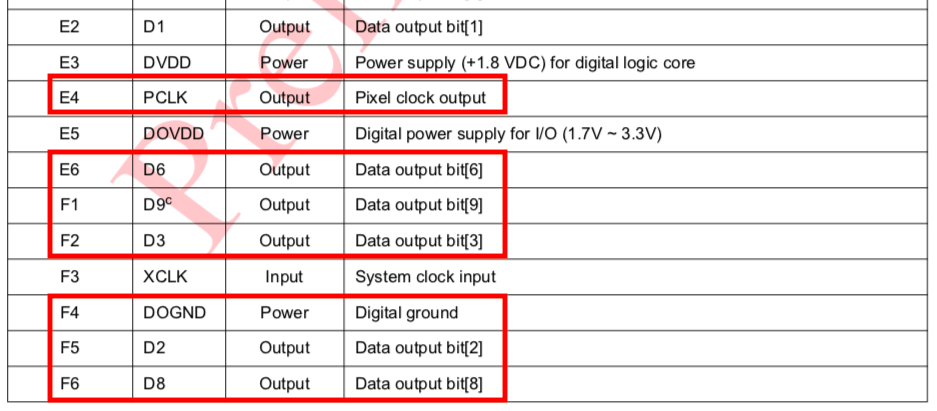 E2 D1 Output Data output bit[1]
E3 DVDD Power Power supply (+1.8 VDC) for digital logic core
E4 PCLK Output Pixel clock output
E5 DOVDD Power Digital power supply for I/O (1.7V ~ 3.3V)
E6 D6 Output Data output bit[6]
F1 D9ᶜ Output Data output bit[9]
F2 D3 Output Data output bit[3]
F3 XCLK Input System clock input
F4 DOGND Power Digital ground
F5 D2 Output Data output bit[2]
F6 D8 Output Data output bit[8]
Pre